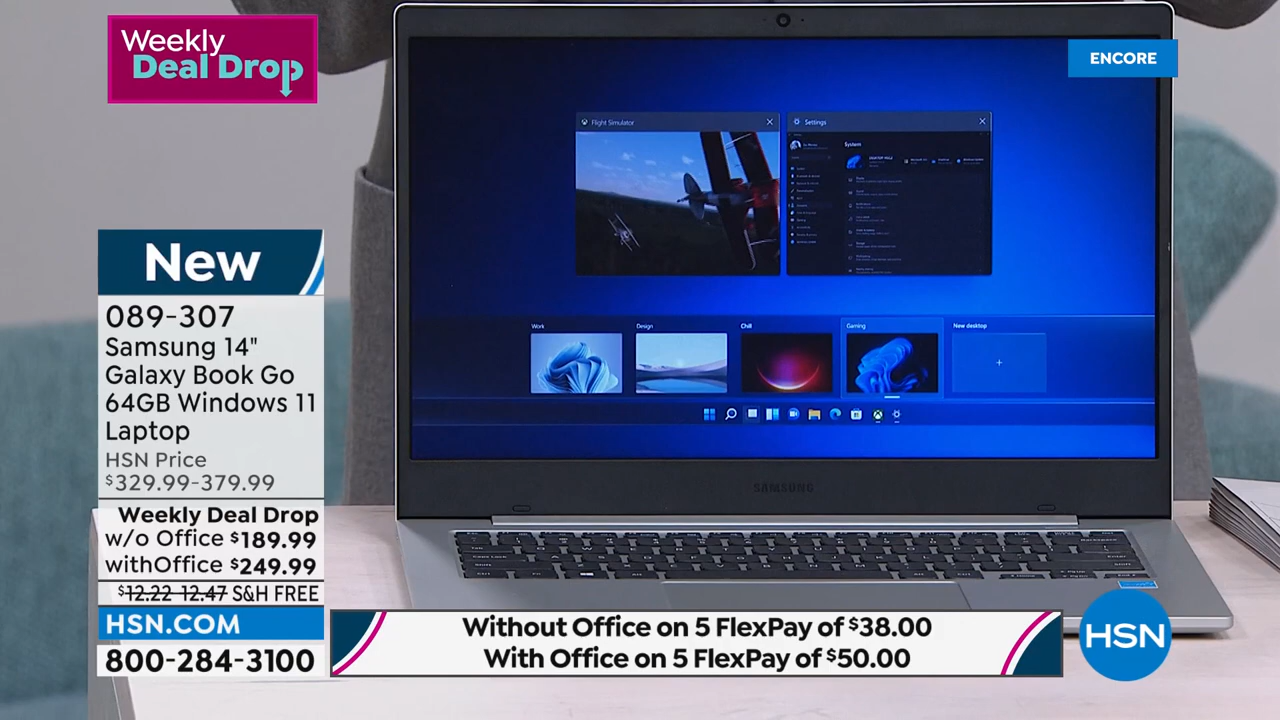 Weekly
Deal Drop
ENCORE
Flight Simulator
Settings
System
New
089-307
Samsung 14"
Galaxy Book Go
64GB Windows 11
Laptop
HSN Price
$329.99-379.99
Weekly Deal Drop
w/o Office $189.99
withOffice $249.99
$12.22-12.47 S&H FREE
HSN.COM
800-284-3100
Work
Design
Chill
Gaming
New desktop
SAMSUNG
Without Office on 5 FlexPay of $38.00
With Office on 5 FlexPay of $50.00
HSN